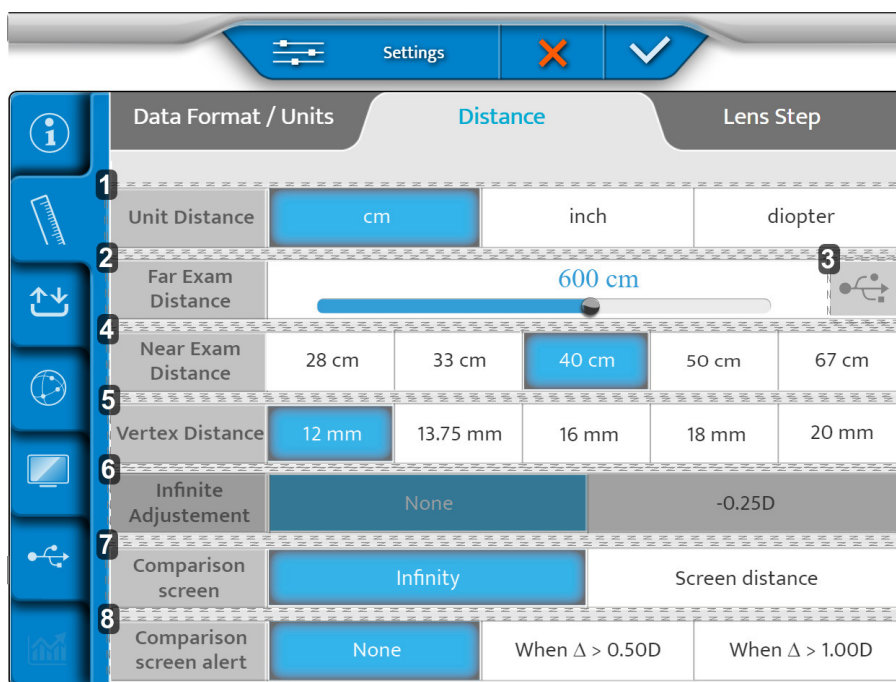 Settings
Data Format / Units Distance Lens Step
1
Unit Distance cm inch diopter
2
3
Far Exam
Distance
600 cm
4
Near Exam
Distance
28 cm 33 cm 40 cm 50 cm 67 cm
5
Vertex Distance 12 mm 13.75 mm 16 mm 18 mm 20 mm
6
Infinite
Adjustement
None -0.25D
7
Comparison
screen
Infinity Screen distance
8
Comparison
screen alert
None When Δ > 0.50D When Δ > 1.00D